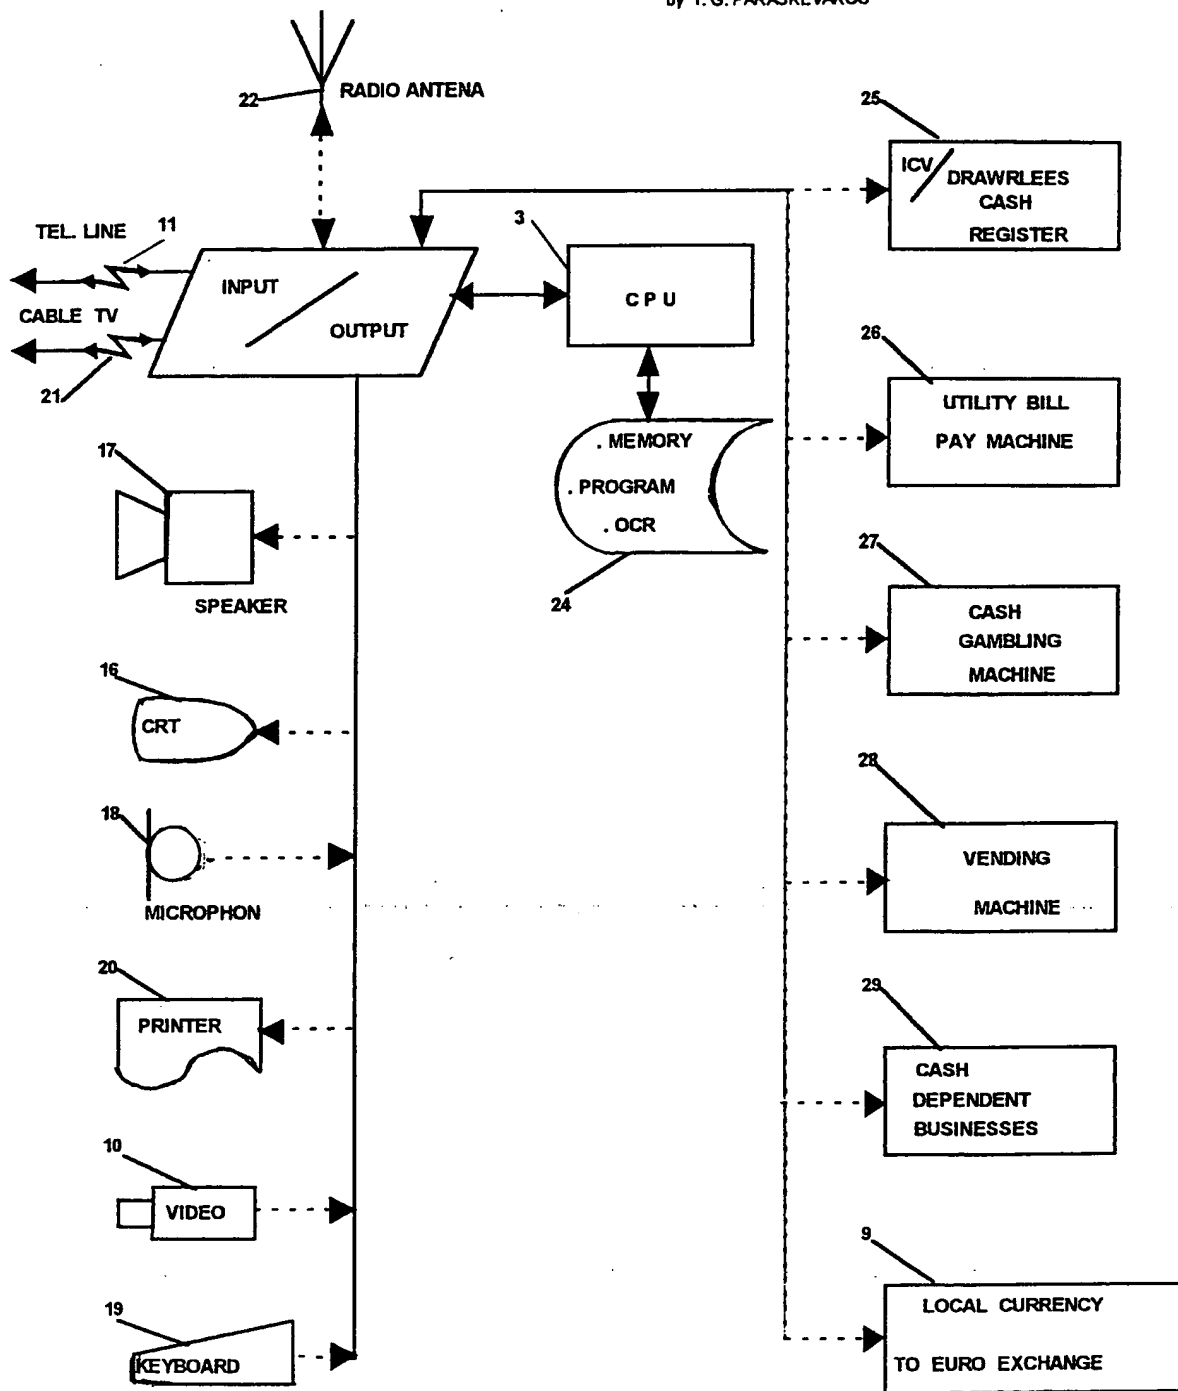 by T. G. PARASKEVAKOS
22
RADIO ANTENA
25
ICV
DRAWRLEES
CASH
REGISTER
TEL. LINE
11
3
INPUT
OUTPUT
C P U
CABLE TV
21
26
UTILITY BILL
PAY MACHINE
. MEMORY
. PROGRAM
. OCR
24
17
SPEAKER
27
CASH
GAMBLING
MACHINE
16
CRT
28
VENDING
MACHINE
18
MICROPHON
20
PRINTER
29
CASH
DEPENDENT
BUSINESSES
10
VIDEO
9
LOCAL CURRENCY
TO EURO EXCHANGE
19
KEYBOARD